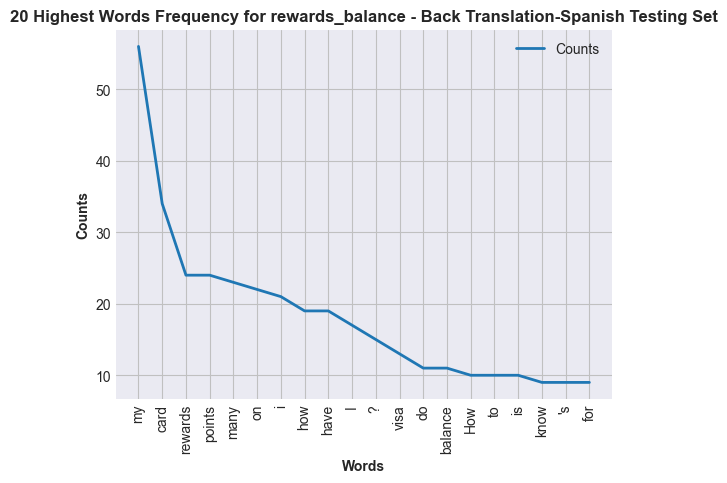 20 Highest Words Frequency for rewards_balance - Back Translation-Spanish Testing Set
Counts
50
40
30
20
10
Counts
my
card
rewards
points
many
on
i
how
have
I
?
visa
do
balance
How
to
is
know
's
for
Words